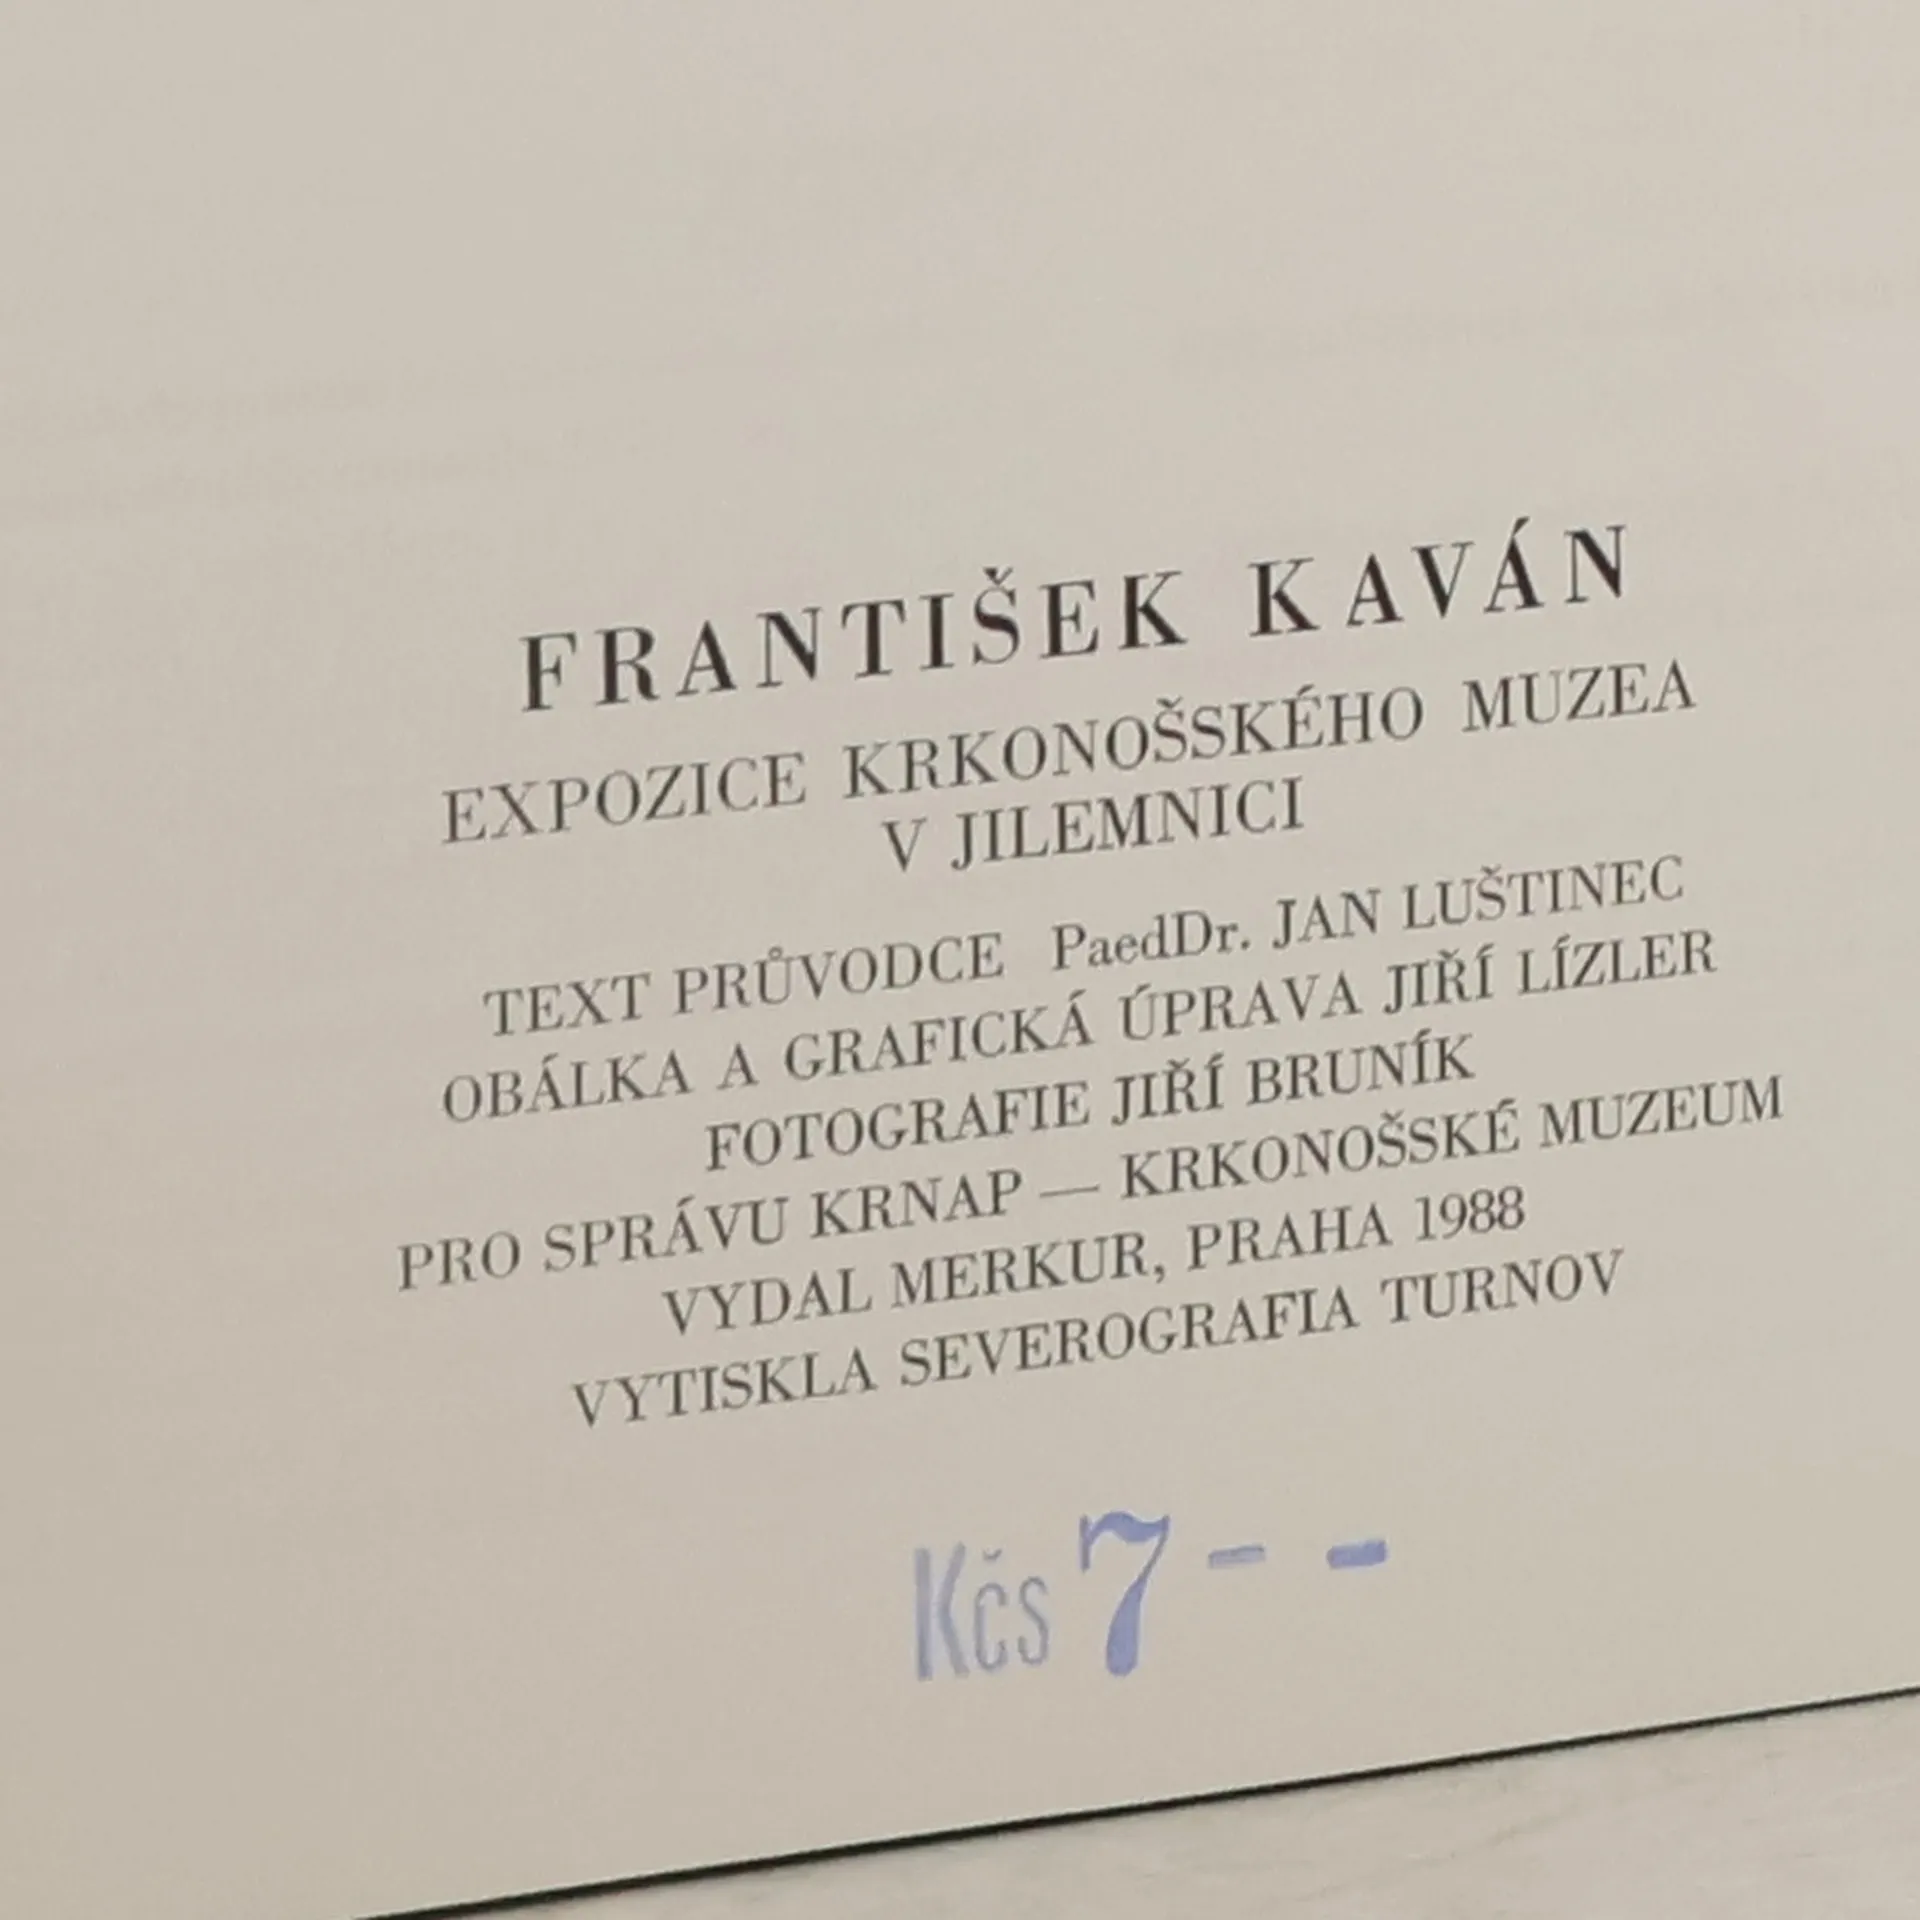 FRANTIŠEK KAVÁN
EXPOZICE KRKONOŠSKÉHO MUZEA
V JILEMNICI
TEXT PRŮVODCE PaedDr. JAN LUŠTINEC
OBÁLKA A GRAFICKÁ ÚPRAVA JIŘÍ LÍZLER
FOTOGRAFIE JIŘÍ BRUNÍK
PRO SPRÁVU KRNAP — KRKONOŠSKÉ MUZEUM
VYDAL MERKUR, PRAHA 1988
VYTISKLA SEVEROGRAFIA TURNOV
Kčs 7 - -